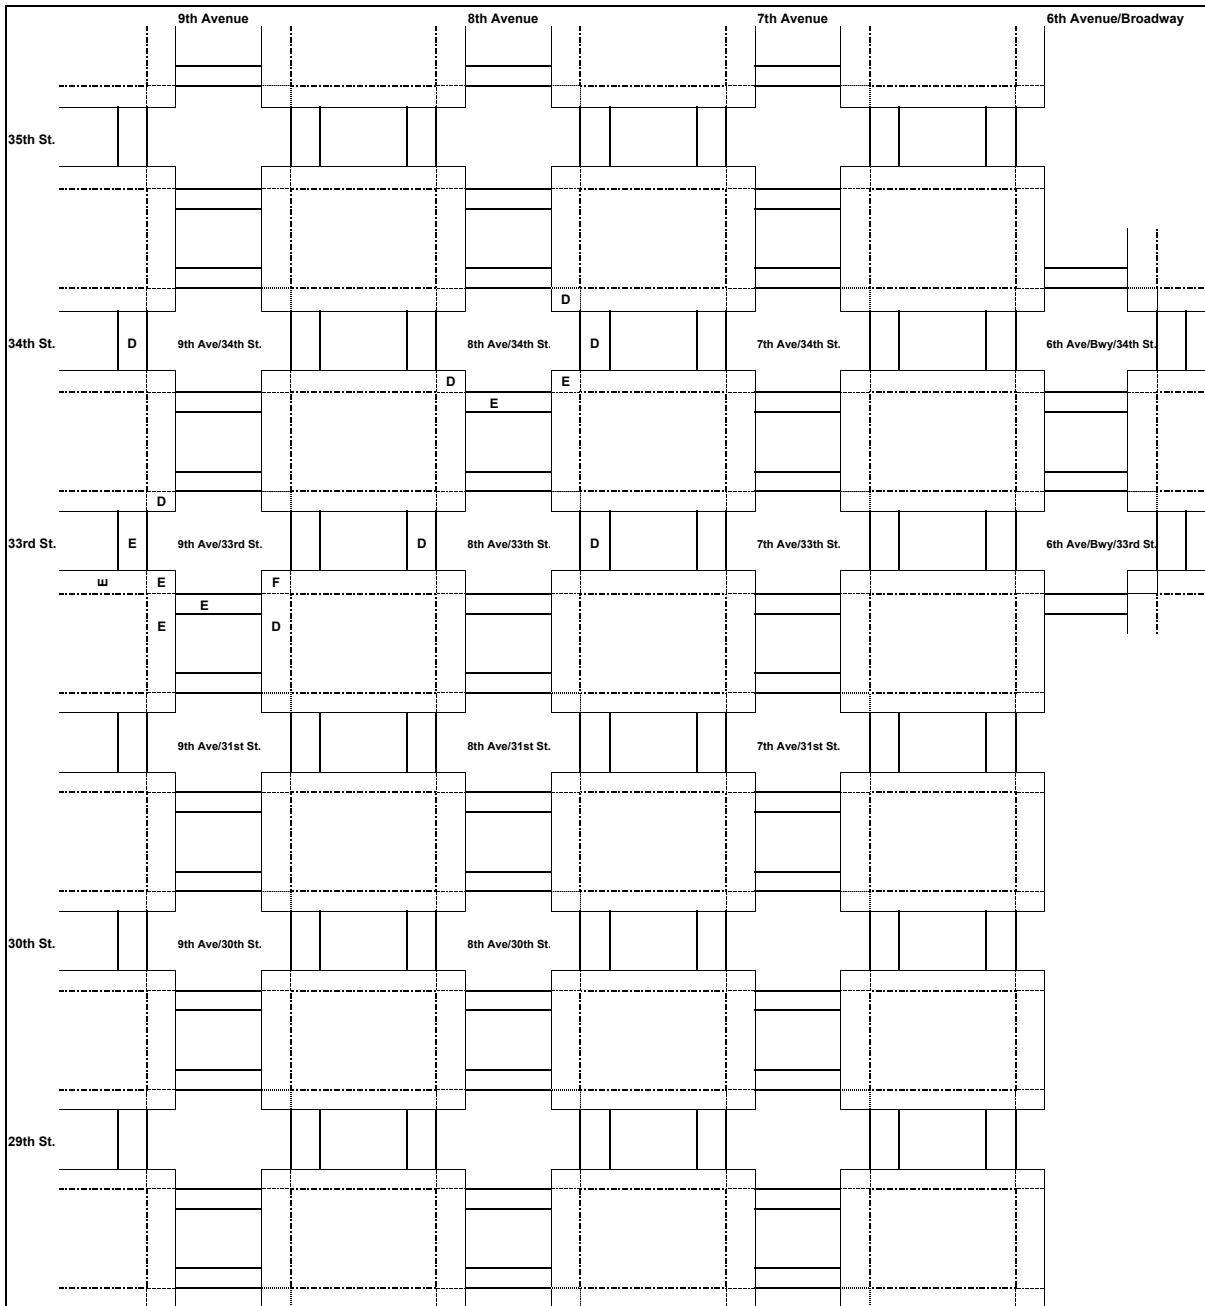 9th Avenue 8th Avenue 7th Avenue 6th Avenue/Broadway
35th St.
D
34th St. D 9th Ave/34th St. 8th Ave/34th St. D 7th Ave/34th St. 6th Ave/Bwy/34th St.
D E
E
D
33rd St. E 9th Ave/33rd St. D 8th Ave/33th St. D 7th Ave/33th St. 6th Ave/Bwy/33rd St.
E E F
E
E D
9th Ave/31st St. 8th Ave/31st St. 7th Ave/31st St.
30th St. 9th Ave/30th St. 8th Ave/30th St.
29th St.